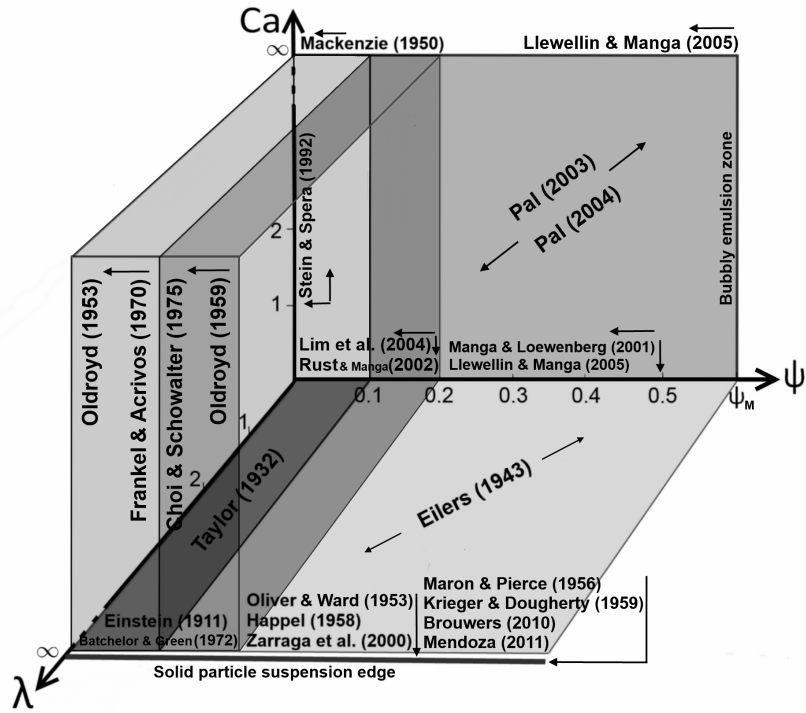 Ca
∞
Mackenzie (1950)
Llewellin & Manga (2005)
Stein & Spera (1992)
2
1
Pal (2003)
Pal (2004)
Bubbly emulsion zone
Oldroyd (1953)
Frankel & Acrivos (1970)
Choi & Schowalter (1975)
Oldroyd (1959)
Lim et al. (2004)
Rust & Manga (2002)
Manga & Loewenberg (2001)
Llewellin & Manga (2005)
ψ
0.1
0.2
0.3
0.4
0.5
ψM
1
2
Taylor (1932)
Eilers (1943)
Einstein (1911)
Batchelor & Green (1972)
Oliver & Ward (1953)
Happel (1958)
Zarraga et al. (2000)
Maron & Pierce (1956)
Krieger & Dougherty (1959)
Brouwers (2010)
Mendoza (2011)
∞
Solid particle suspension edge
λ